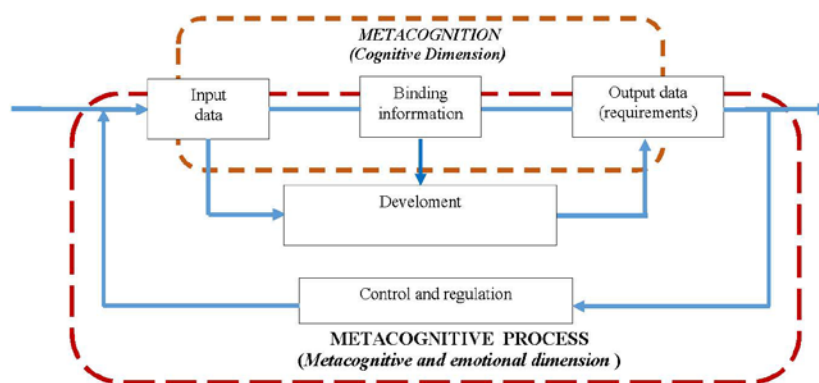 METACOGNITION
(Cognitive Dimension)
Input
data
Binding
inforrmation
Output data
(requirements)
Develoment
Control and regulation
METACOGNITIVE PROCESS
(Metacognitive and emotional dimension )